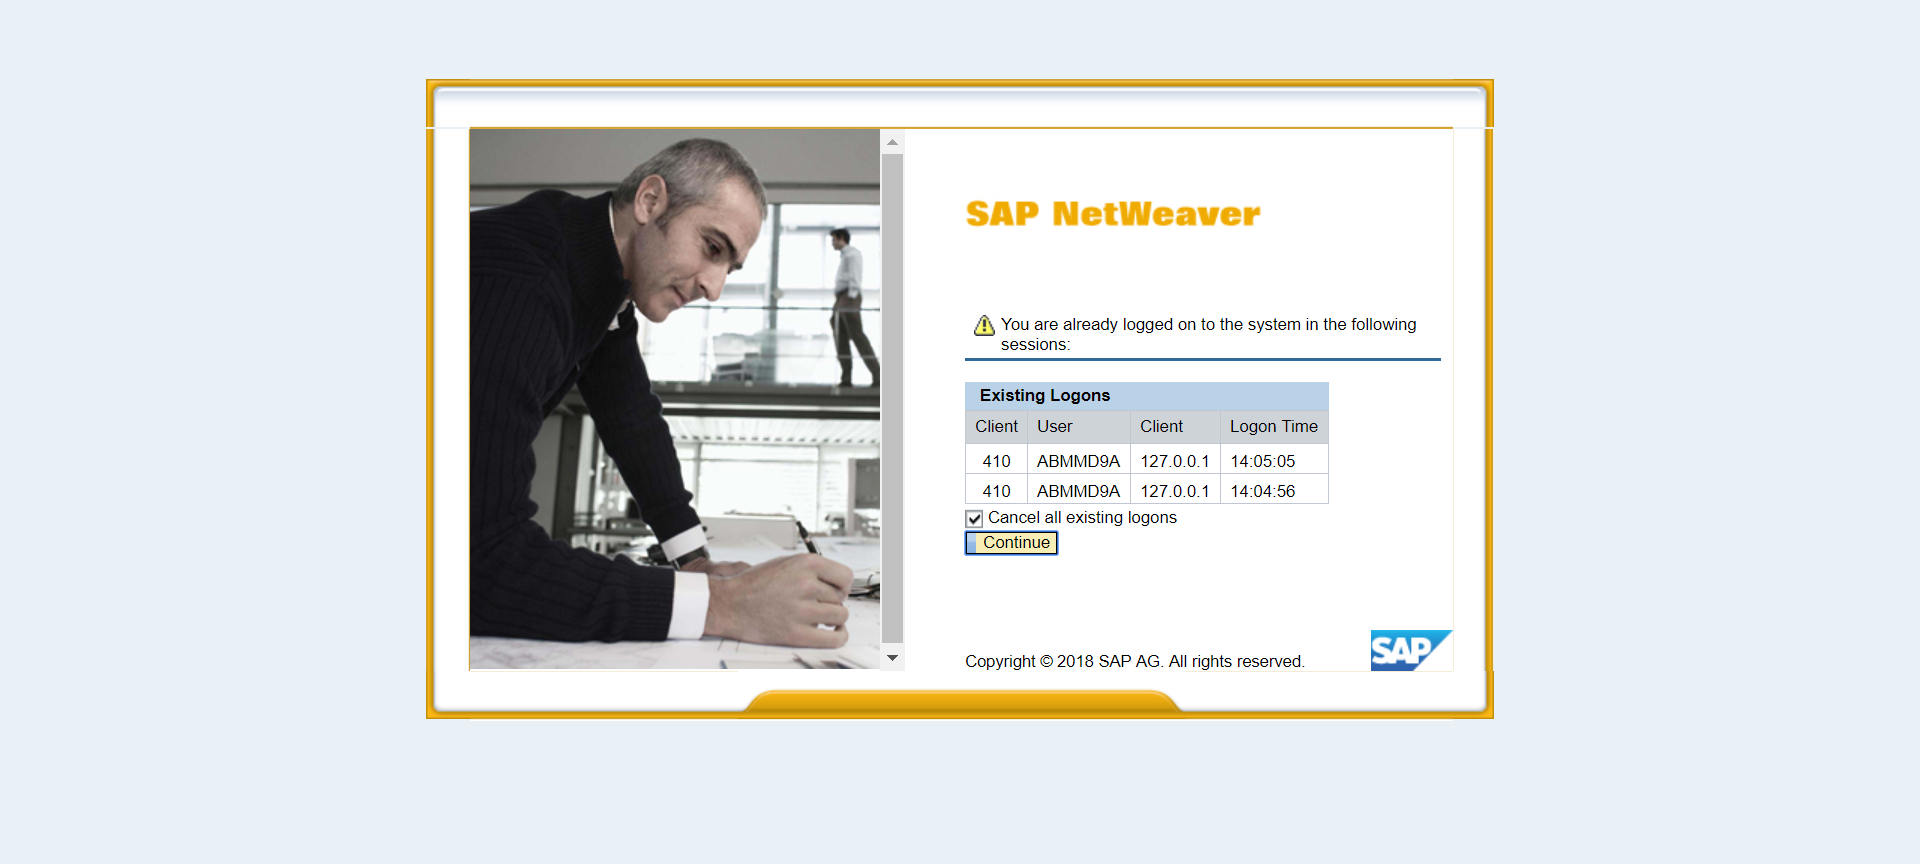 SAP NetWeaver
You are already logged on to the system in the following
sessions:
Existing Logons
Client User Client Logon Time
410 ABMMD9A 127.0.0.1 14:05:05
410 ABMMD9A 127.0.0.1 14:04:56
Cancel all existing logons
Continue
Copyright © 2018 SAP AG. All rights reserved.
SAP